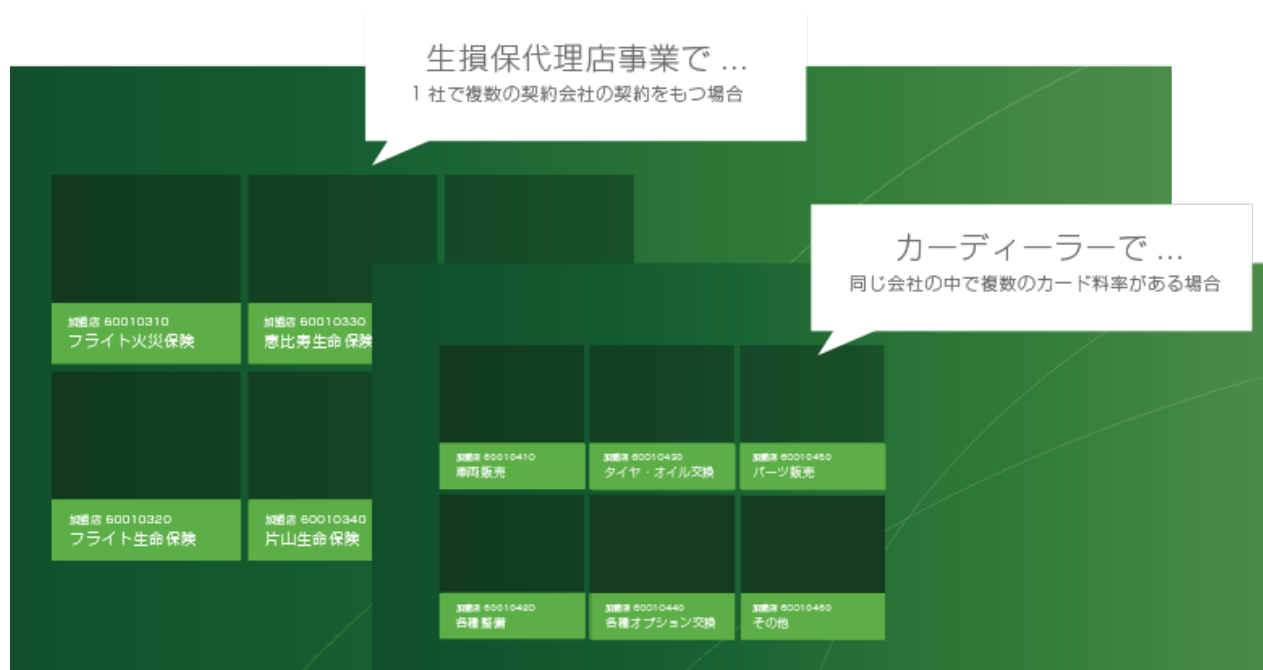 生損保代理店事業で ...
1 社で複数の契約会社の契約をもつ場合
加盟店 60010310
フライト火災保険
加盟店 60010330
恵比寿生命保険
加盟店 60010320
フライト生命保険
加盟店 60010340
片山生命保険
カーディーラーで ...
同じ会社の中で複数のカード料率がある場合
加盟店 60010410
車両販売
加盟店 60010430
タイヤ・オイル交換
加盟店 60010450
パーツ販売
加盟店 60010420
各種整備
加盟店 60010440
各種オプション交換
加盟店 60010460
その他